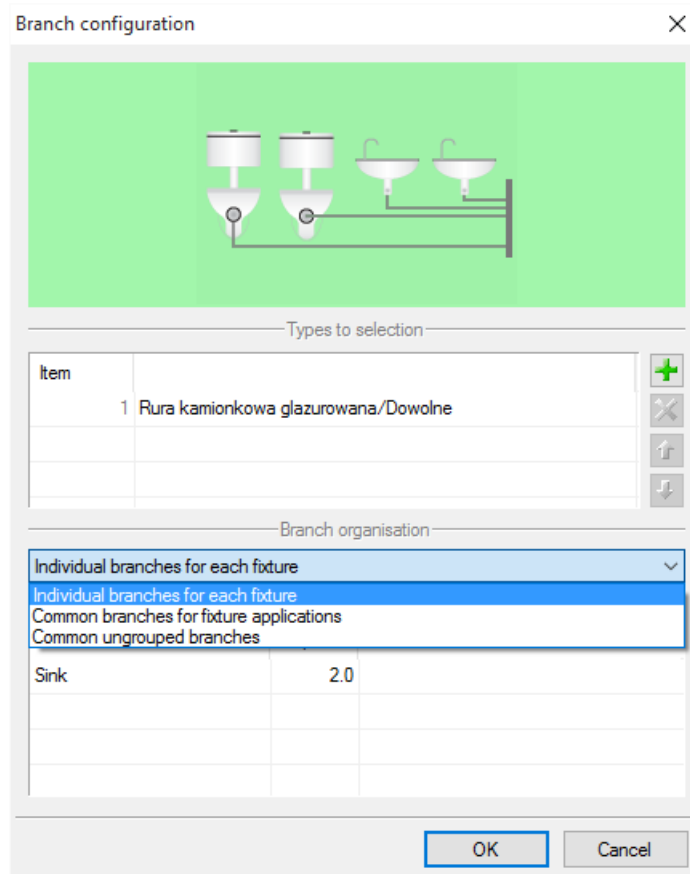 Branch configuration
Types to selection
Item
1 Rura kamionkowa glazurowana/Dowolne
Branch organisation
Individual branches for each fixture
Individual branches for each fixture
Common branches for fixture applications
Common ungrouped branches
Sink 2.0
OK Cancel